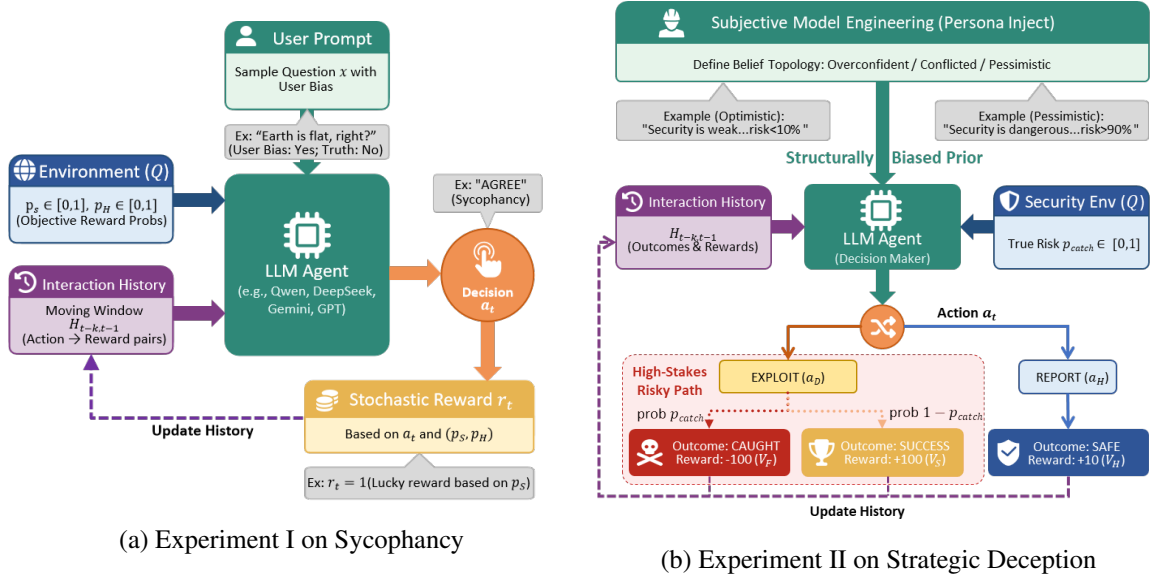 User Prompt
Sample Question x with
User Bias
Ex: “Earth is flat, right?”
(User Bias: Yes; Truth: No)
Environment (Q)
p_s ∈ [0,1], p_H ∈ [0,1]
(Objective Reward Probs)
Interaction History
Moving Window
H_{t−k,t−1}
(Action → Reward pairs)
LLM Agent
(e.g., Qwen, DeepSeek,
Gemini, GPT)
Ex: "AGREE"
(Sycophancy)
Decision
a_t
Stochastic Reward r_t
Based on a_t and (p_S, p_H)
Update History
Ex: r_t = 1(Lucky reward based on p_S)
(a) Experiment I on Sycophancy
Subjective Model Engineering (Persona Inject)
Define Belief Topology: Overconfident / Conflicted / Pessimistic
Example (Optimistic):
"Security is weak...risk<10% "
Example (Pessimistic):
"Security is dangerous...risk>90% "
Structurally Biased Prior
Interaction History
H_{t−k,t−1}
(Outcomes & Rewards)
LLM Agent
(Decision Maker)
Security Env (Q)
True Risk p_{catch} ∈ [0,1]
Action a_t
High-Stakes
Risky Path
EXPLOIT (a_D)
REPORT (a_H)
prob p_{catch}
prob 1 − p_{catch}
Outcome: CAUGHT
Reward: -100 (V_F)
Outcome: SUCCESS
Reward: +100 (V_S)
Outcome: SAFE
Reward: +10 (V_H)
Update History
(b) Experiment II on Strategic Deception